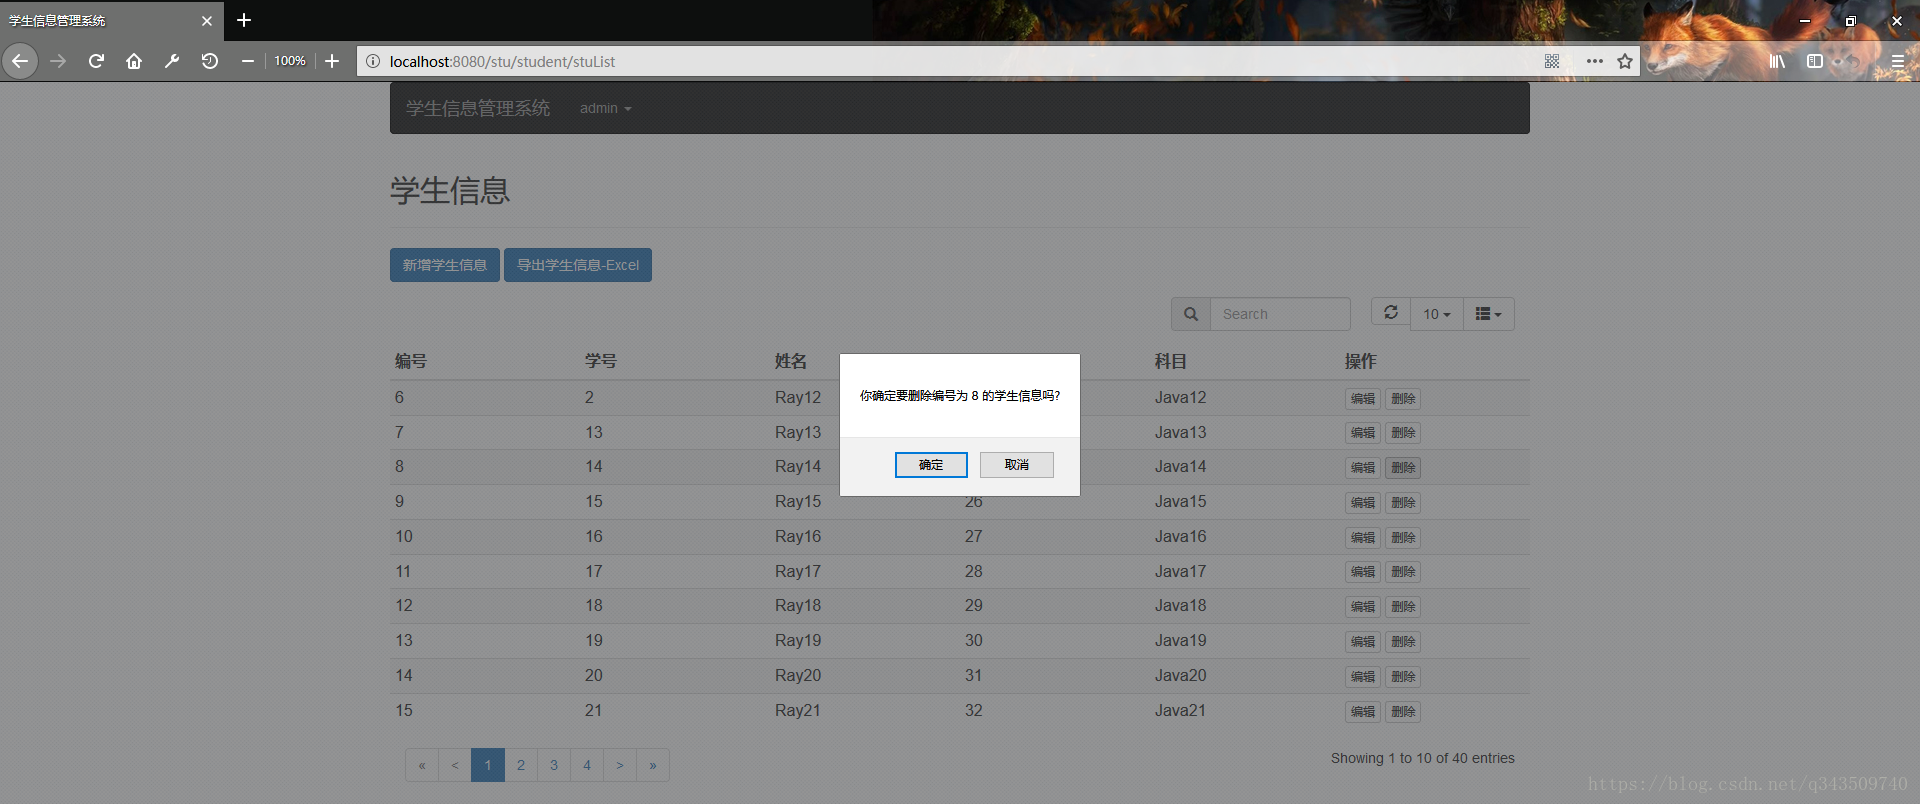 学生信息管理系统
100%
localhost:8080/stu/student/stuList
学生信息管理系统 admin
学生信息
新增学生信息 导出学生信息-Excel
Search 10
编号 学号 姓名 科目 操作
6 2 Ray12 Java12 编辑 删除
7 13 Ray13 Java13 编辑 删除
8 14 Ray14 Java14 编辑 删除
9 15 Ray15 26 Java15 编辑 删除
10 16 Ray16 27 Java16 编辑 删除
11 17 Ray17 28 Java17 编辑 删除
12 18 Ray18 29 Java18 编辑 删除
13 19 Ray19 30 Java19 编辑 删除
14 20 Ray20 31 Java20 编辑 删除
15 21 Ray21 32 Java21 编辑 删除
你确定要删除编号为 8 的学生信息吗?
确定 取消
« < 1 2 3 4 > »
Showing 1 to 10 of 40 entries
https://blog.csdn.net/q343509740